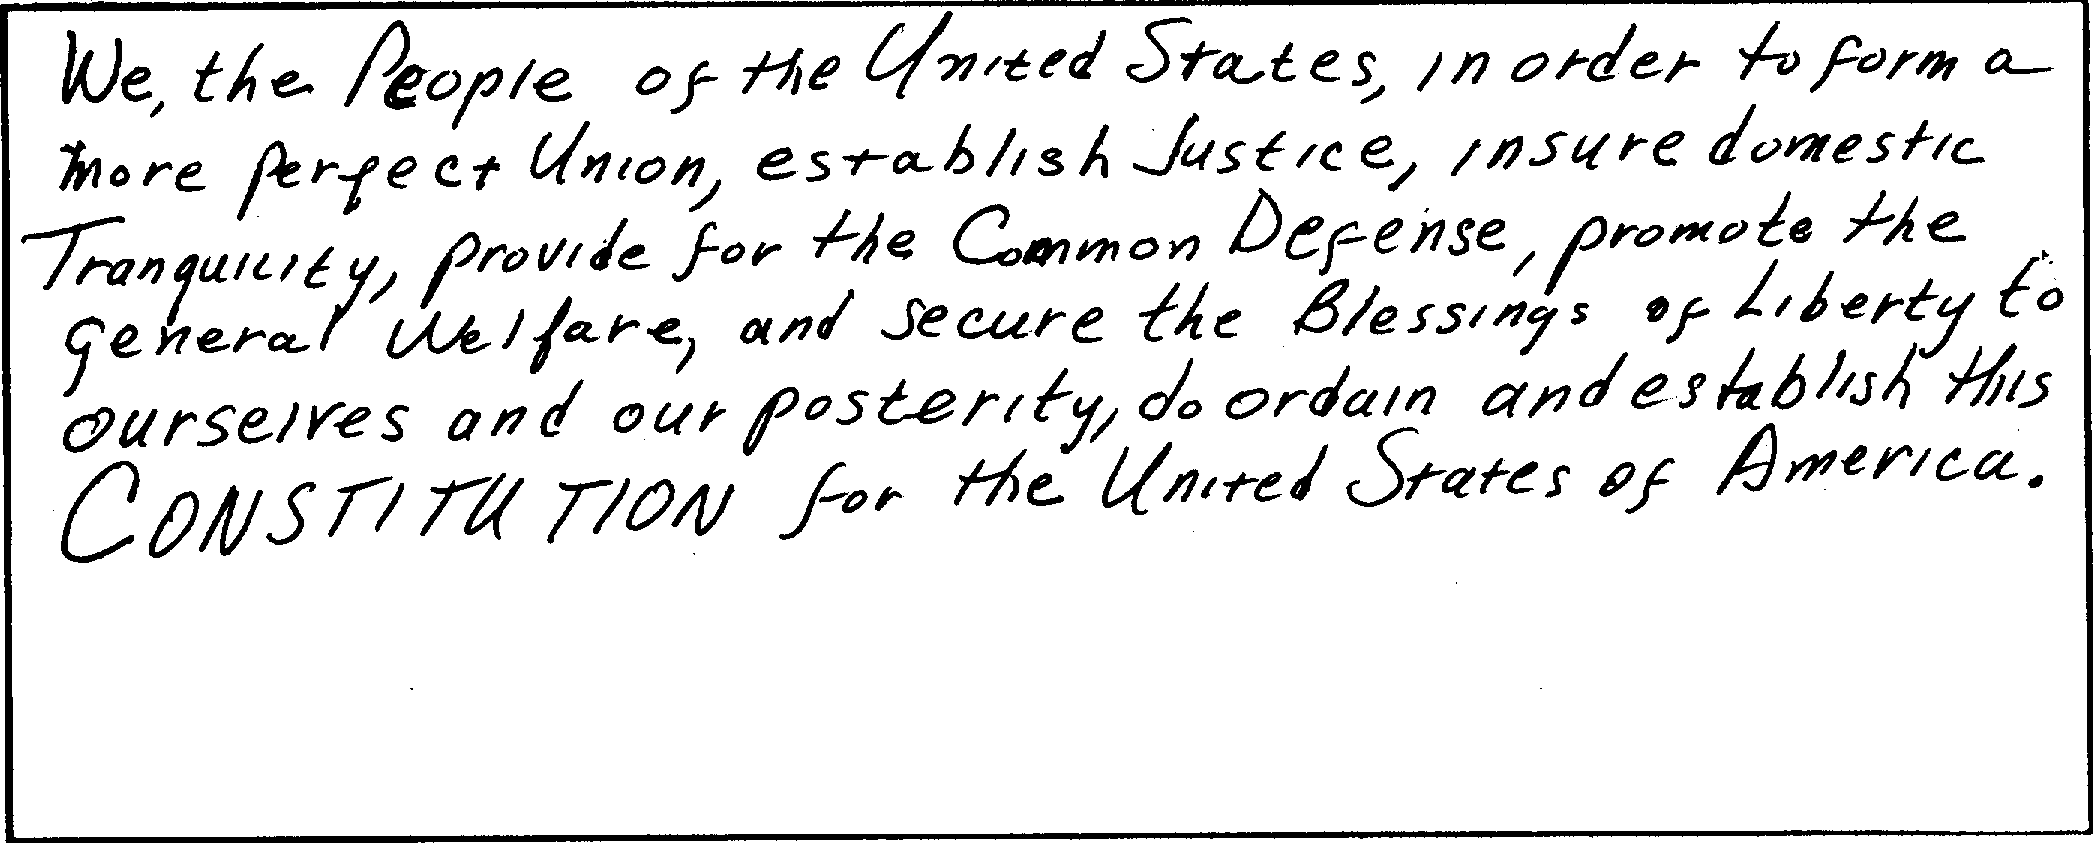 We, the People of the United States, in order to form a
more perfect Union, establish Justice, insure domestic
Tranquility, provide for the Common Defense, promote the
general Welfare, and secure the Blessings of Liberty to
ourselves and our posterity, do ordain and establish this
CONSTITUTION for the United States of America.